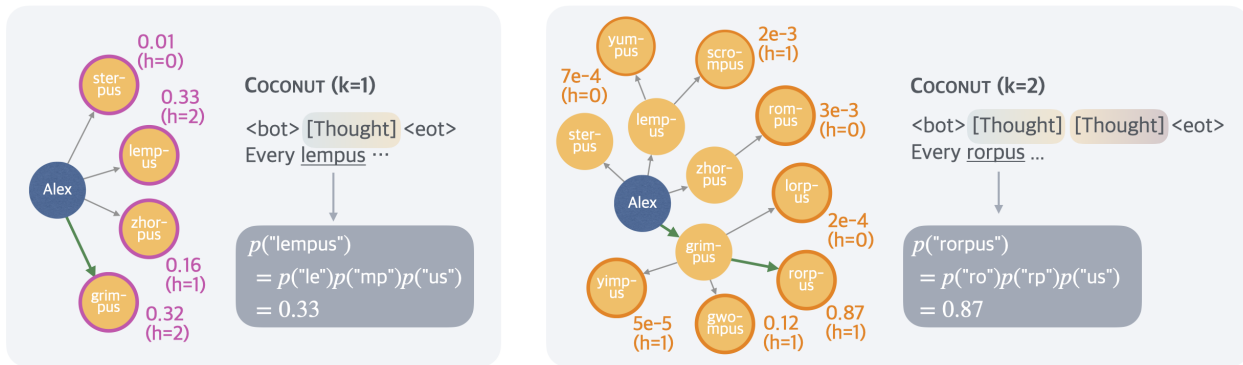 0.01
(h=0)
ster-
pus
0.33
(h=2)
lemp-
us
Alex
zhor-
pus
0.16
(h=1)
grim-
pus
0.32
(h=2)
COCONUT (k=1)
<bot> [Thought] <eot>
Every lempus ⋯
p("lempus")
= p("le")p("mp")p("us")
= 0.33
yum-
pus
scro-
mpus
2e-3
(h=1)
7e-4
(h=0)
ster-
pus
lemp-
us
rom-
pus
3e-3
(h=0)
zhor-
pus
Alex
lorp-
us
2e-4
(h=0)
grim-
pus
yimp-
us
rorp-
us
5e-5
(h=1)
gwo-
mpus
0.12
(h=1)
0.87
(h=1)
COCONUT (k=2)
<bot> [Thought] [Thought] <eot>
Every rorpus ...
p("rorpus")
= p("ro")p("rp")p("us")
= 0.87